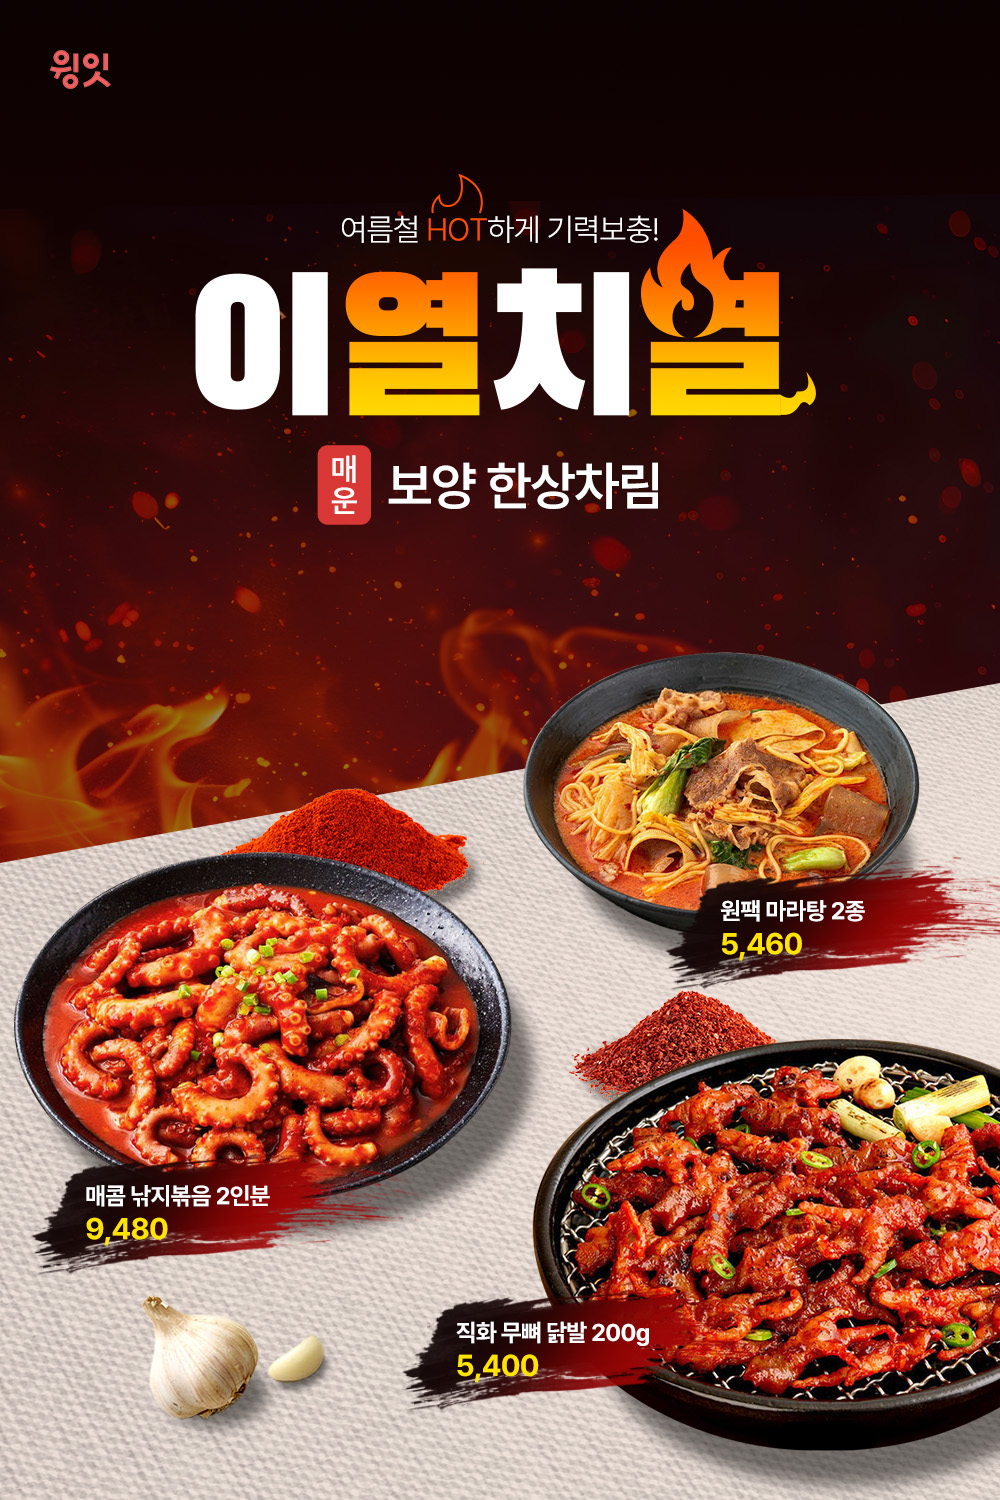 윙잇
여름철 HOT하게 기력보충!
이열치열
매운 보양 한상차림
원팩 마라탕 2종
5,460
매콤 낙지볶음 2인분
9,480
직화 무뼈 닭발 200g
5,400